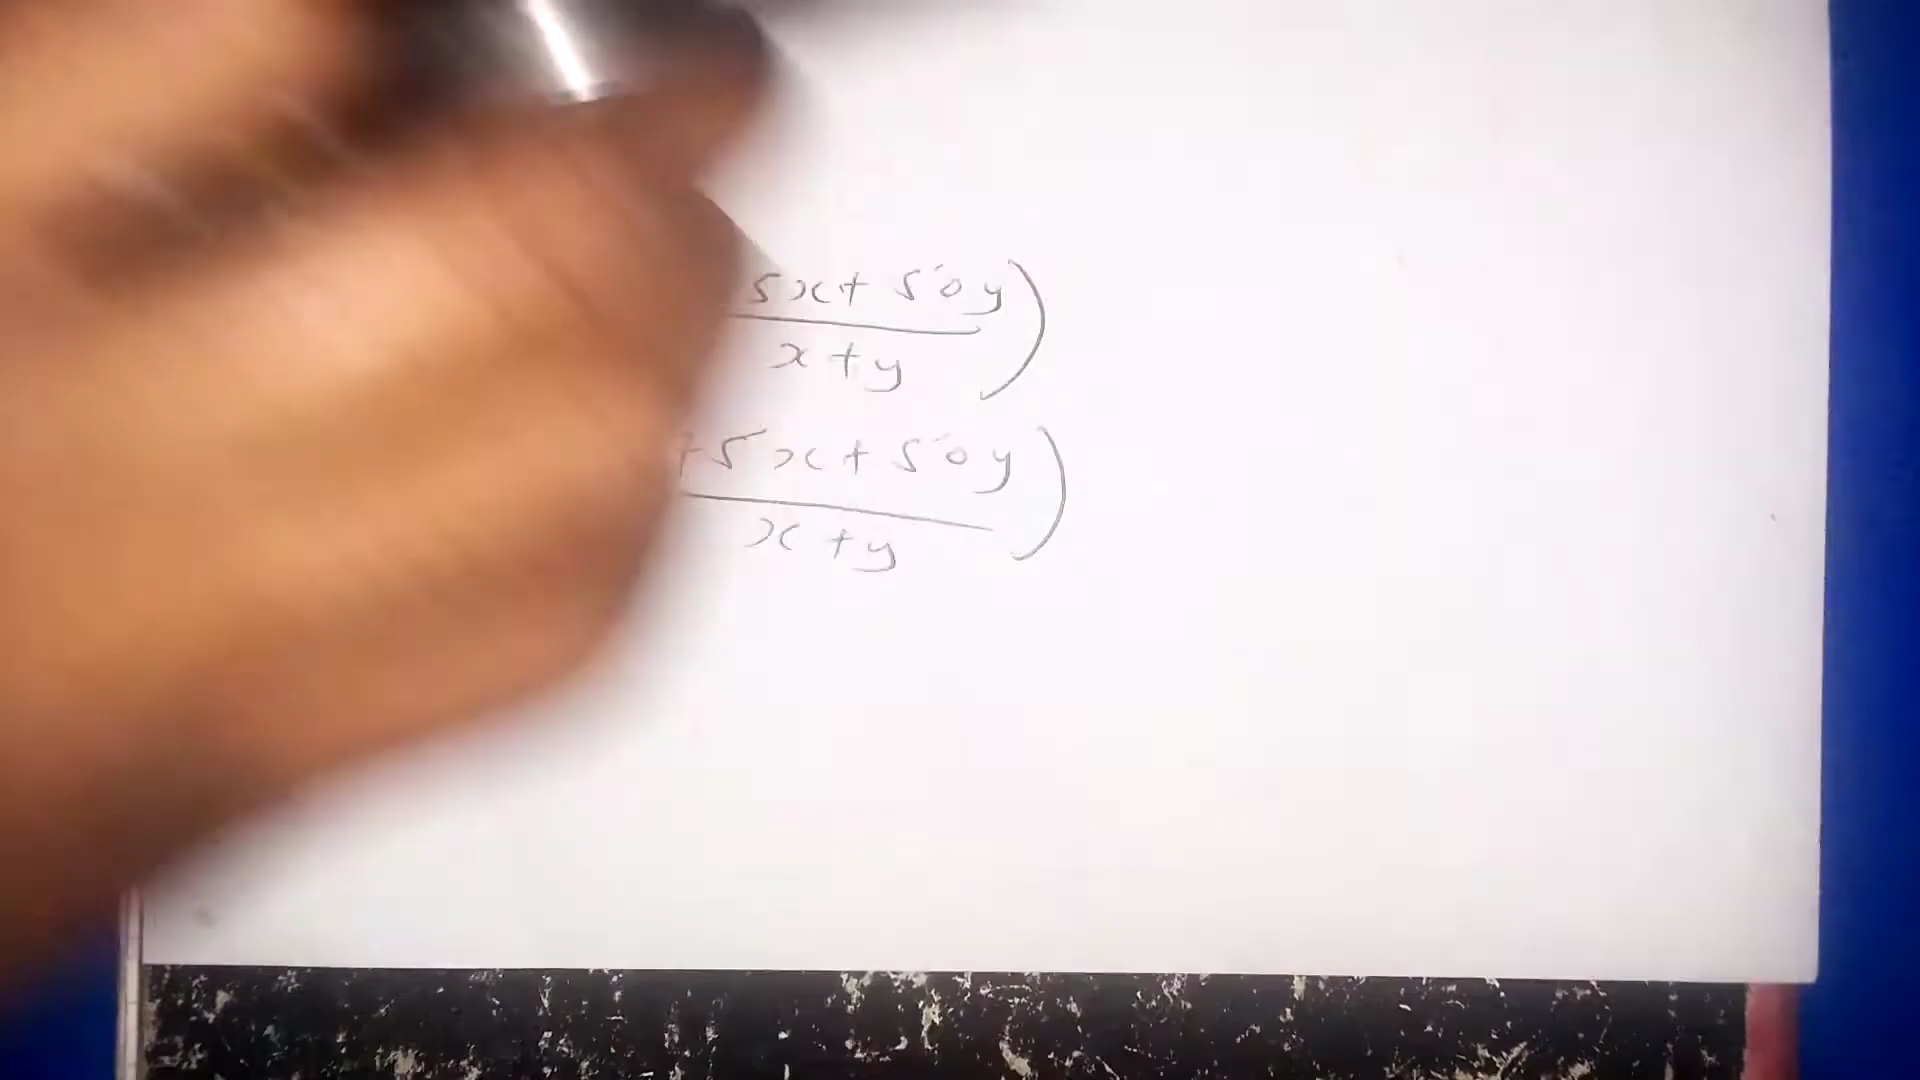 5x + 50y)
x + y
5x + 50y)
x + y